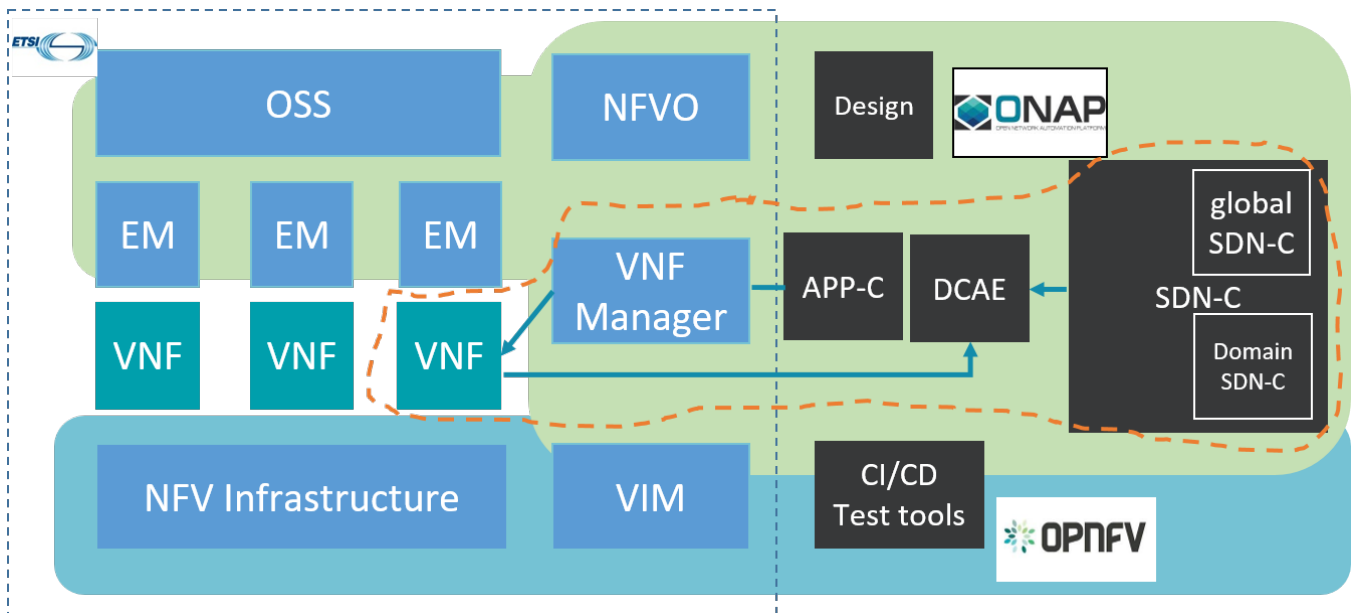 ETSI
OSS
NFVO
Design
ONAP
OPEN NETWORK AUTOMATION PLATFORM
EM
EM
EM
VNF
Manager
APP-C
DCAE
SDN-C
global
SDN-C
Domain
SDN-C
VNF
VNF
VNF
NFV Infrastructure
VIM
CI/CD
Test tools
OPNFV